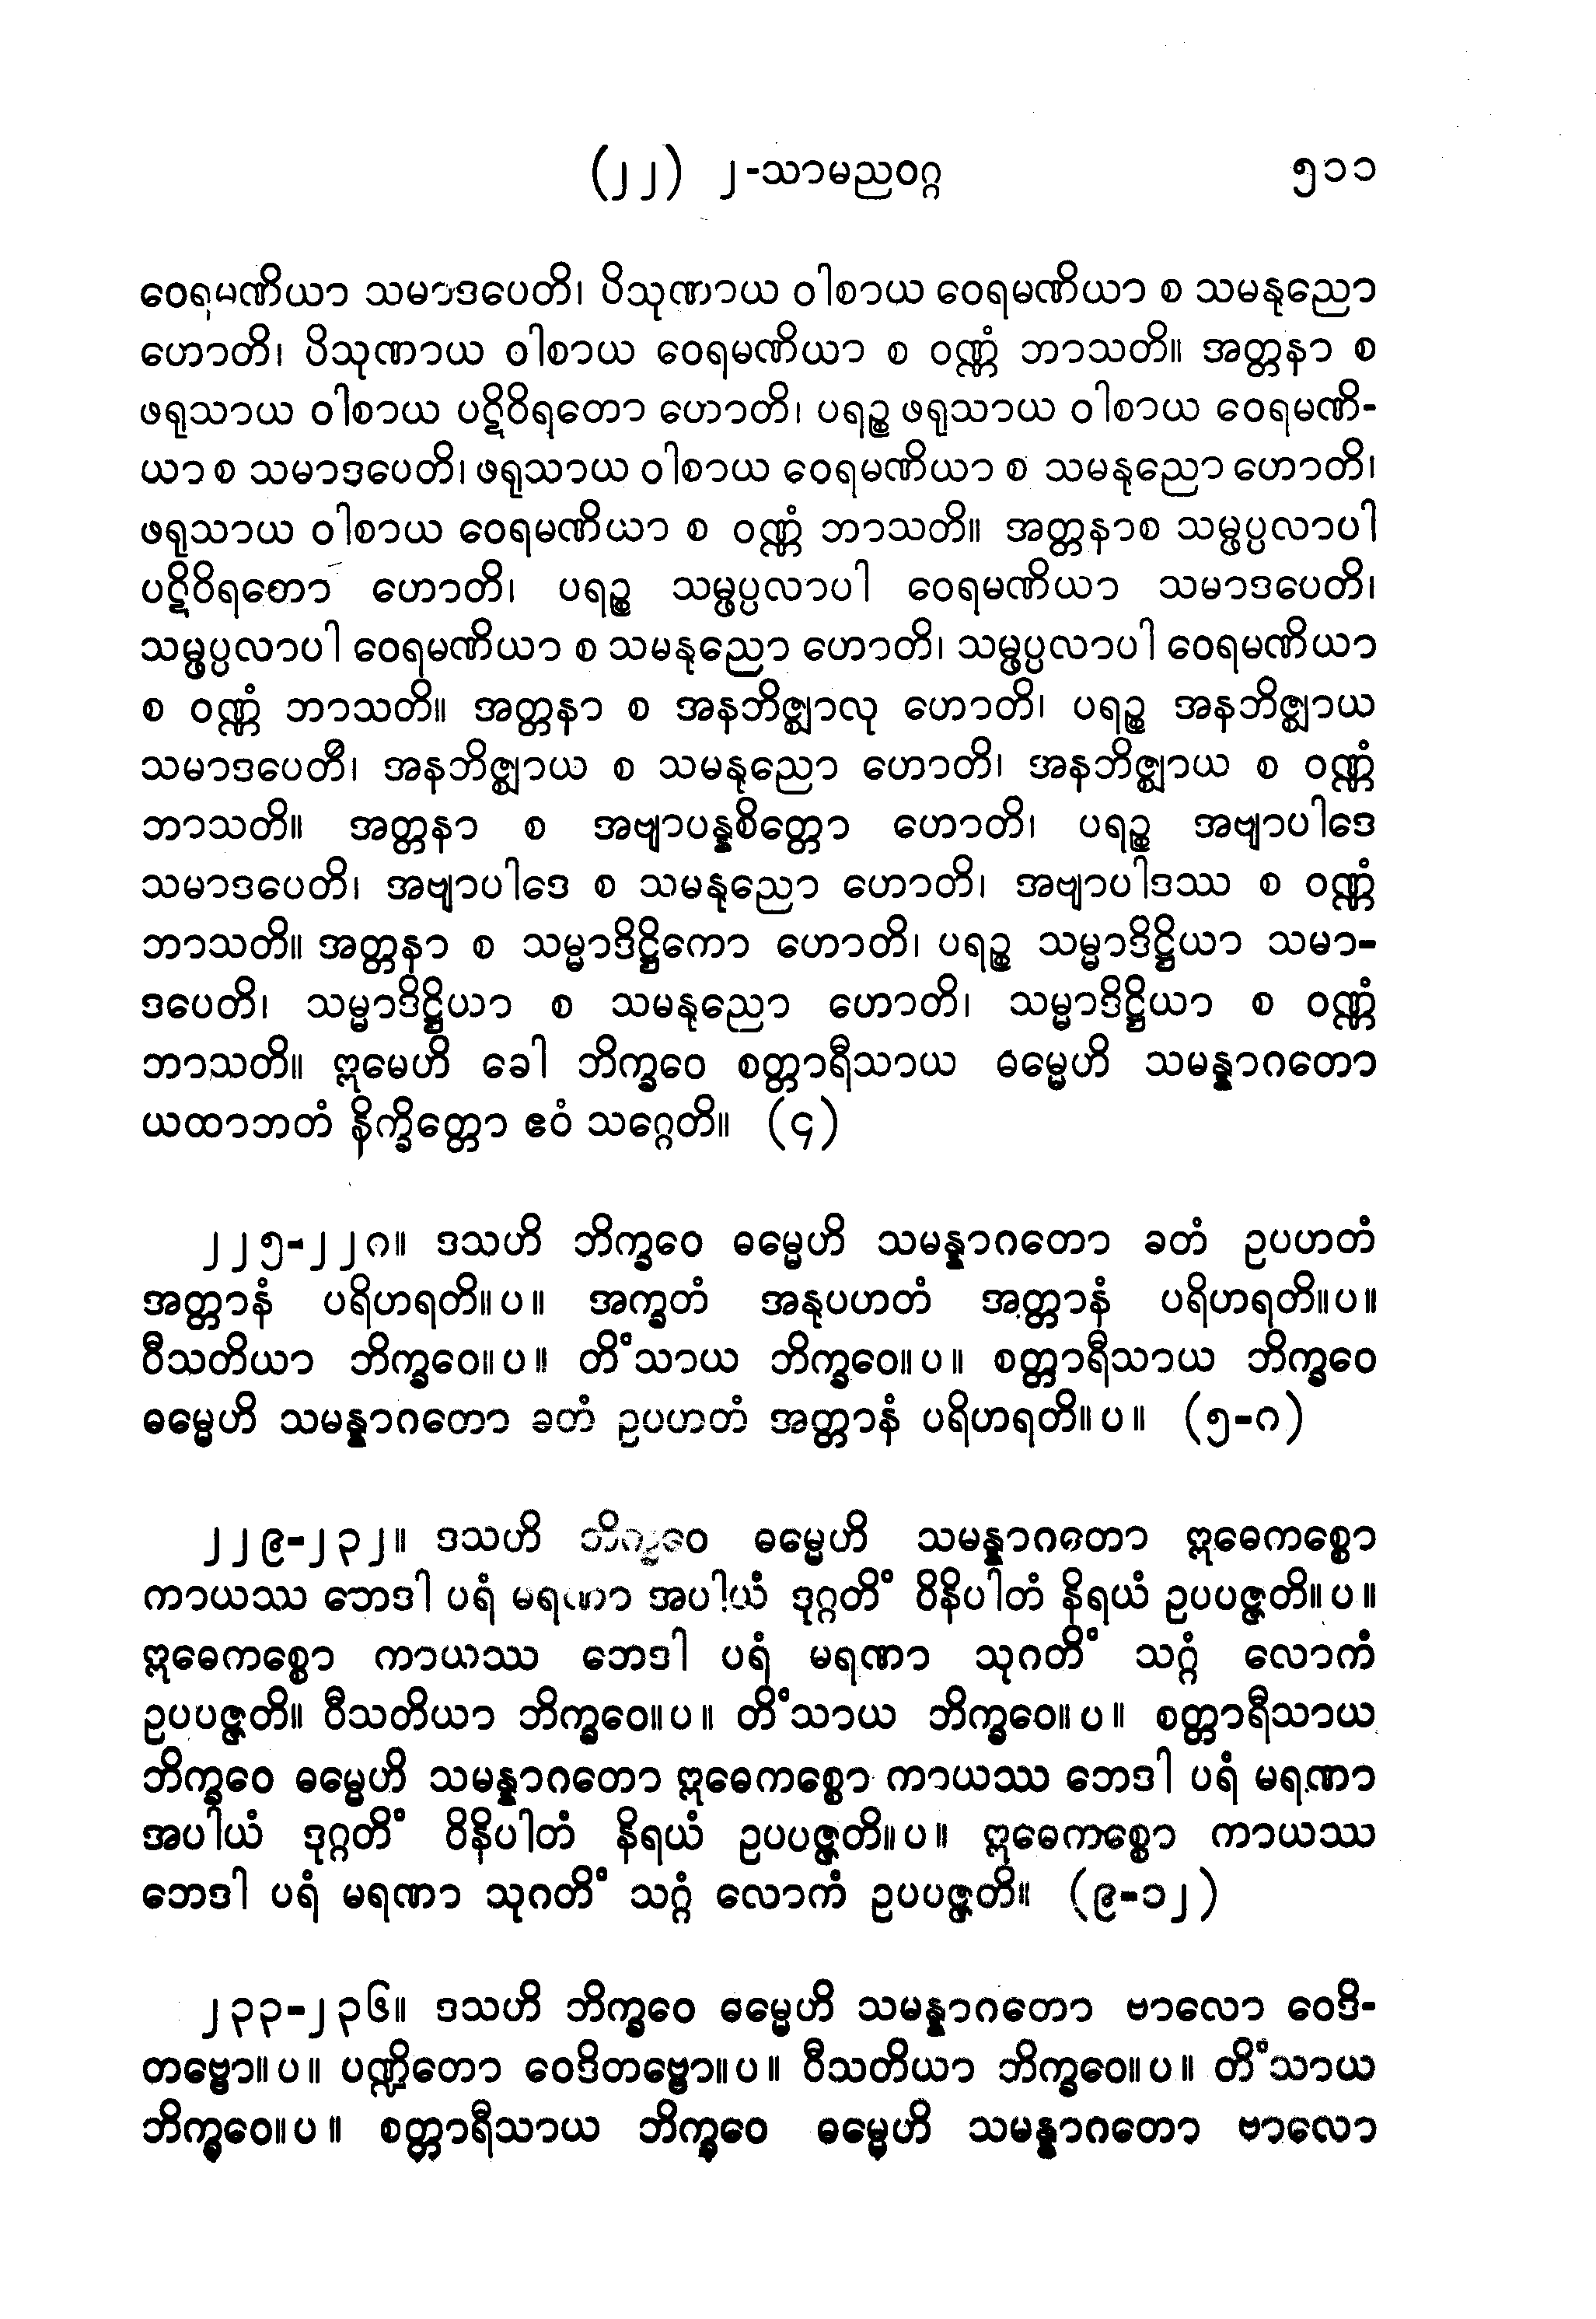 (၂၂) ၂-သာမညဝဂ္ဂ ၅၁၁
ဝေရမဏိယာ သမာဒပေတိ၊ ပိသုဏာယ ဝါစာယ ဝေရမဏိယာ စ သမနုညော
ဟောတိ၊ ပိသုဏာယ ဝါစာယ ဝေရမဏိယာ စ ဝဏ္ဏံ ဘာသတိ။ အတ္တနာ စ
ဖရုသာယ ဝါစာယ ပဋိဝိရတော ဟောတိ၊ ပရဉ္စ ဖရုသာယ ဝါစာယ ဝေရမဏိ-
ယာ စ သမာဒပေတိ၊ ဖရုသာယ ဝါစာယ ဝေရမဏိယာ စ သမနုညော ဟောတိ၊
ဖရုသာယ ဝါစာယ ဝေရမဏိယာ စ ဝဏ္ဏံ ဘာသတိ။ အတ္တနာစ သမ္ဖပ္ပလာပါ
ပဋိဝိရတော ဟောတိ၊ ပရဉ္စ သမ္ဖပ္ပလာပါ ဝေရမဏိယာ သမာဒပေတိ၊
သမ္ဖပ္ပလာပါ ဝေရမဏိယာ စ သမနုညော ဟောတိ၊ သမ္ဖပ္ပလာပါ ဝေရမဏိယာ
စ ဝဏ္ဏံ ဘာသတိ။ အတ္တနာ စ အနဘိဇ္ဈာလု ဟောတိ၊ ပရဉ္စ အနဘိဇ္ဈာယ
သမာဒပေတိ၊ အနဘိဇ္ဈာယ စ သမနုညော ဟောတိ၊ အနဘိဇ္ဈာယ စ ဝဏ္ဏံ
ဘာသတိ။ အတ္တနာ စ အဗျာပန္နစိတ္တော ဟောတိ၊ ပရဉ္စ အဗျာပါဒေ
သမာဒပေတိ၊ အဗျာပါဒေ စ သမနုညော ဟောတိ၊ အဗျာပါဒဿ စ ဝဏ္ဏံ
ဘာသတိ။ အတ္တနာ စ သမ္မာဒိဋ္ဌိကော ဟောတိ၊ ပရဉ္စ သမ္မာဒိဋ္ဌိယာ သမာ-
ဒပေတိ၊ သမ္မာဒိဋ္ဌိယာ စ သမနုညော ဟောတိ၊ သမ္မာဒိဋ္ဌိယာ စ ဝဏ္ဏံ
ဘာသတိ။ ဣမေဟိ ခေါ ဘိက္ခဝေ စတ္တာရီသာယ ဓမ္မေဟိ သမန္နာဂတော
ယထာဘတံ နိက္ခိတ္တော ဧဝံ သဂ္ဂေတိ။ (၄)
၂၂၅-၂၂၈။ ဒသဟိ ဘိက္ခဝေ ဓမ္မေဟိ သမန္နာဂတော ခတံ ဥပဟတံ
အတ္တာနံ ပရိဟရတိ။ပ။ အက္ခတံ အနုပဟတံ အတ္တာနံ ပရိဟရတိ။ပ။
ဝီသတိယာ ဘိက္ခဝေ။ပ။ တိံသာယ ဘိက္ခဝေ။ပ။ စတ္တာရီသာယ ဘိက္ခဝေ
ဓမ္မေဟိ သမန္နာဂတော ခတံ ဥပဟတံ အတ္တာနံ ပရိဟရတိ။ပ။ (၅-၈)
၂၂၉-၂၃၂။ ဒသဟိ ဘိက္ခဝေ ဓမ္မေဟိ သမန္နာဂတော ဣဓေကစ္စော
ကာယဿ ဘေဒါ ပရံ မရဏာ အပါယံ ဒုဂ္ဂတိံ ဝိနိပါတံ နိရယံ ဥပပဇ္ဇတိ။ပ။
ဣဓေကစ္စော ကာယဿ ဘေဒါ ပရံ မရဏာ သုဂတိံ သဂ္ဂံ လောကံ
ဥပပဇ္ဇတိ။ ဝီသတိယာ ဘိက္ခဝေ။ပ။ တိံသာယ ဘိက္ခဝေ။ပ။ စတ္တာရီသာယ
ဘိက္ခဝေ ဓမ္မေဟိ သမန္နာဂတော ဣဓေကစ္စော ကာယဿ ဘေဒါ ပရံ မရဏာ
အပါယံ ဒုဂ္ဂတိံ ဝိနိပါတံ နိရယံ ဥပပဇ္ဇတိ။ပ။ ဣဓေကစ္စော ကာယဿ
ဘေဒါ ပရံ မရဏာ သုဂတိံ သဂ္ဂံ လောကံ ဥပပဇ္ဇတိ။ (၉-၁၂)
၂၃၃-၂၃၆။ ဒသဟိ ဘိက္ခဝေ ဓမ္မေဟိ သမန္နာဂတော ဗာလော ဝေဒိ-
တဗ္ဗော။ပ။ ပဏ္ဍိတော ဝေဒိတဗ္ဗော။ပ။ ဝီသတိယာ ဘိက္ခဝေ။ပ။ တိံသာယ
ဘိက္ခဝေ။ပ။ စတ္တာရီသာယ ဘိက္ခဝေ ဓမ္မေဟိ သမန္နာဂတော ဗာလော